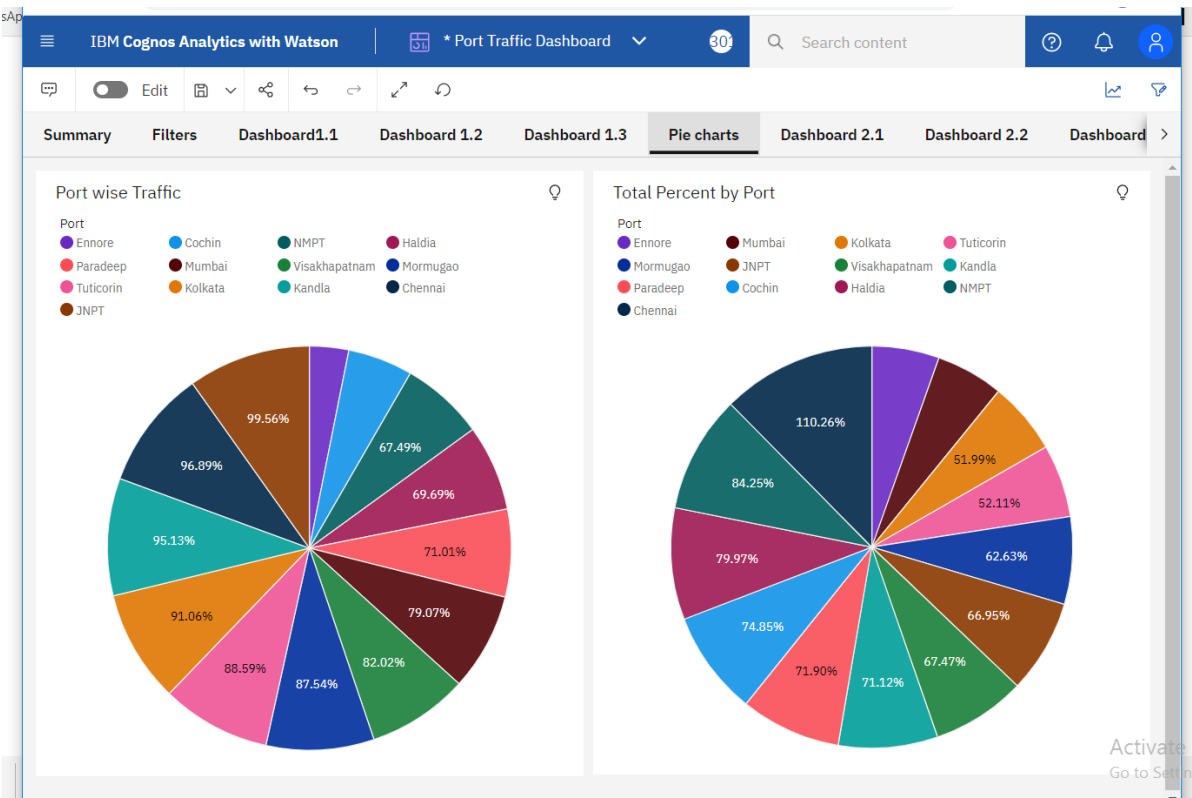 sAp
IBM Cognos Analytics with Watson
* Port Traffic Dashboard
Search content
Edit
Summary Filters Dashboard1.1 Dashboard 1.2 Dashboard 1.3 Pie charts Dashboard 2.1 Dashboard 2.2 Dashboard
Port wise Traffic
Port
Ennore Cochin NMPT Haldia
Paradeep Mumbai Visakhapatnam Mormugao
Tuticorin Kolkata Kandla Chennai
JNPT
99.56%
67.49%
96.89%
69.69%
95.13%
71.01%
91.06%
79.07%
88.59%
82.02%
87.54%
Total Percent by Port
Port
Ennore Mumbai Kolkata Tuticorin
Mormugao JNPT Visakhapatnam Kandla
Paradeep Cochin Haldia NMPT
Chennai
110.26%
51.99%
84.25%
52.11%
79.97%
62.63%
74.85%
66.95%
71.90%
67.47%
71.12%
Activate
Go to Settin